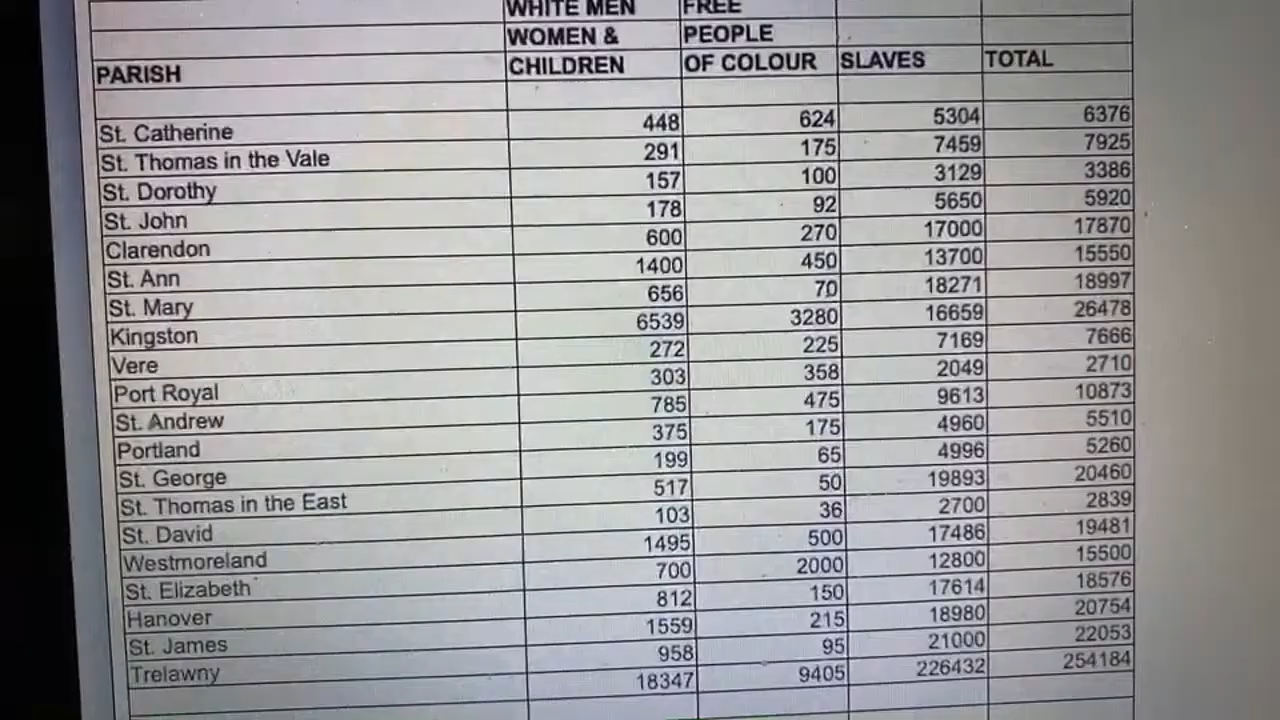 WHITE MEN FREE
WOMEN & PEOPLE
PARISH CHILDREN OF COLOUR SLAVES TOTAL
St. Catherine 448 624 5304 6376
St. Thomas in the Vale 291 175 7459 7925
St. Dorothy 157 100 3129 3386
St. John 178 92 5650 5920
Clarendon 600 270 17000 17870
St. Ann 1400 450 13700 15550
St. Mary 656 70 18271 18997
Kingston 6539 3280 16659 26478
Vere 272 225 7169 7666
Port Royal 303 358 2049 2710
St. Andrew 785 475 9613 10873
Portland 375 175 4960 5510
St. George 199 65 4996 5260
St. Thomas in the East 517 50 19893 20460
St. David 103 36 2700 2839
Westmoreland 1495 500 17486 19481
St. Elizabeth 700 2000 12800 15500
Hanover 812 150 17614 18576
St. James 1559 215 18980 20754
Trelawny 958 95 21000 22053
18347 9405 226432 254184